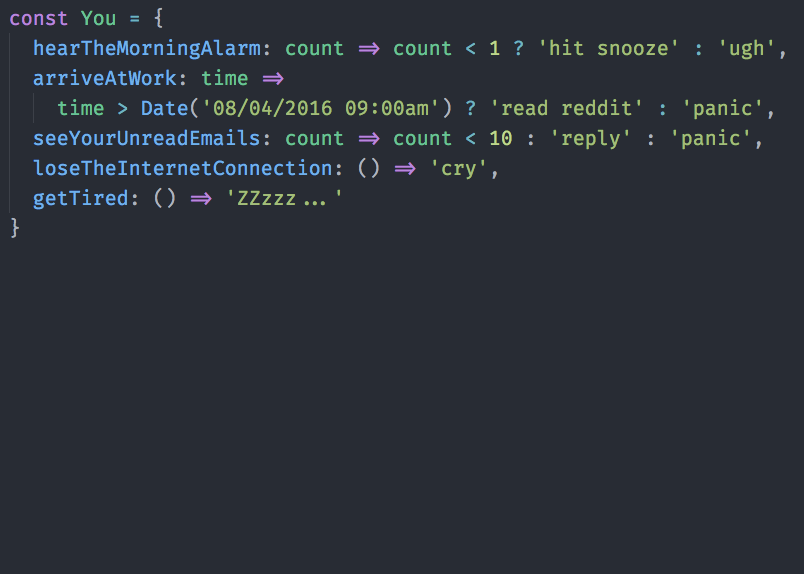 const You = {
  hearTheMorningAlarm: count => count < 1 ? 'hit snooze' : 'ugh',
  arriveAtWork: time =>
    time > Date('08/04/2016 09:00am') ? 'read reddit' : 'panic',
  seeYourUnreadEmails: count => count < 10 : 'reply' : 'panic',
  loseTheInternetConnection: () => 'cry',
  getTired: () => 'ZZzzz...'
}